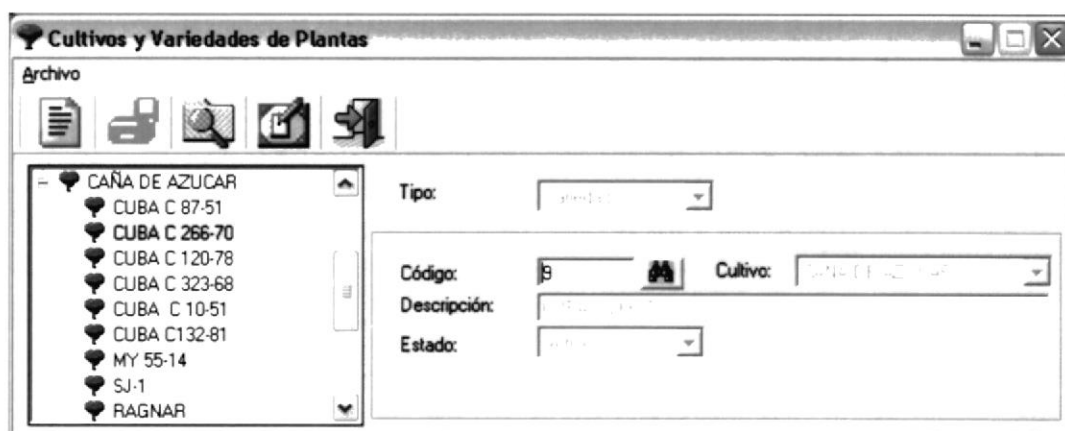 Cultivos y Variedades de Plantas
Archivo
CAÑA DE AZUCAR
CUBA C 87-51
CUBA C 266-70
CUBA C 120-78
CUBA C 323-68
CUBA C 10-51
CUBA C132-81
MY 55-14
SJ-1
RAGNAR
Tipo:
Código: 9 Cultivo:
Descripción:
Estado: